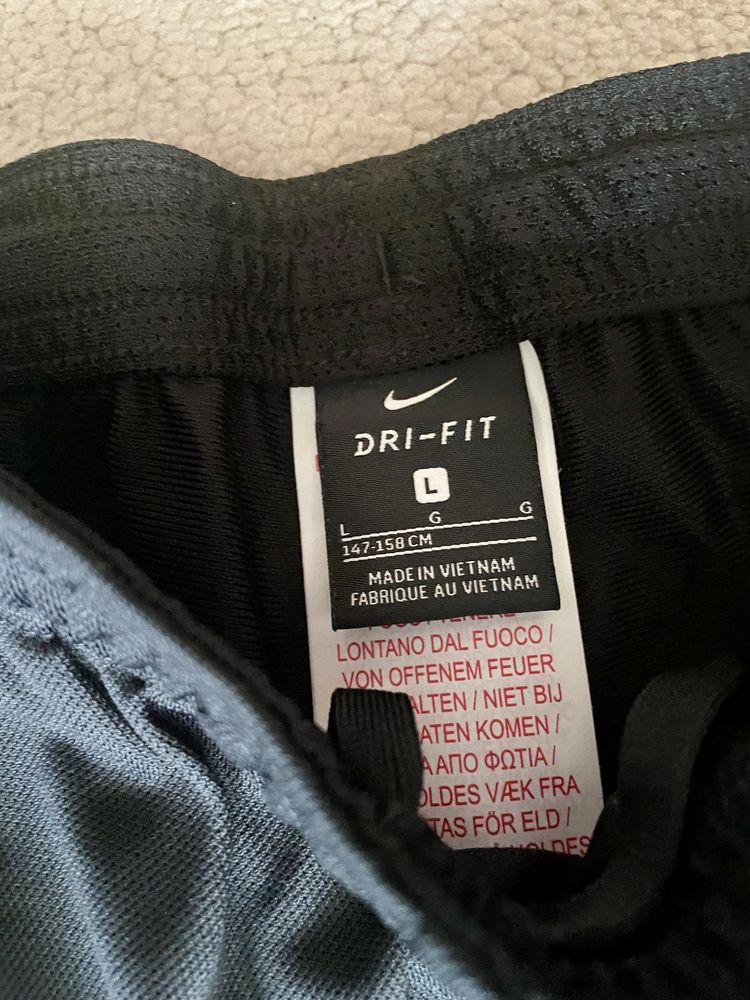 DRI-FIT
L
L G G
147-158 CM
MADE IN VIETNAM
FABRIQUE AU VIETNAM
LONTANO DAL FUOCO /
VON OFFENEM FEUER
ALTEN / NIET BIJ
ATEN KOMEN /
ΑΠΟ ΦΩΤΙΑ /
OLDES VÆK FRA
TAS FÖR ELD /